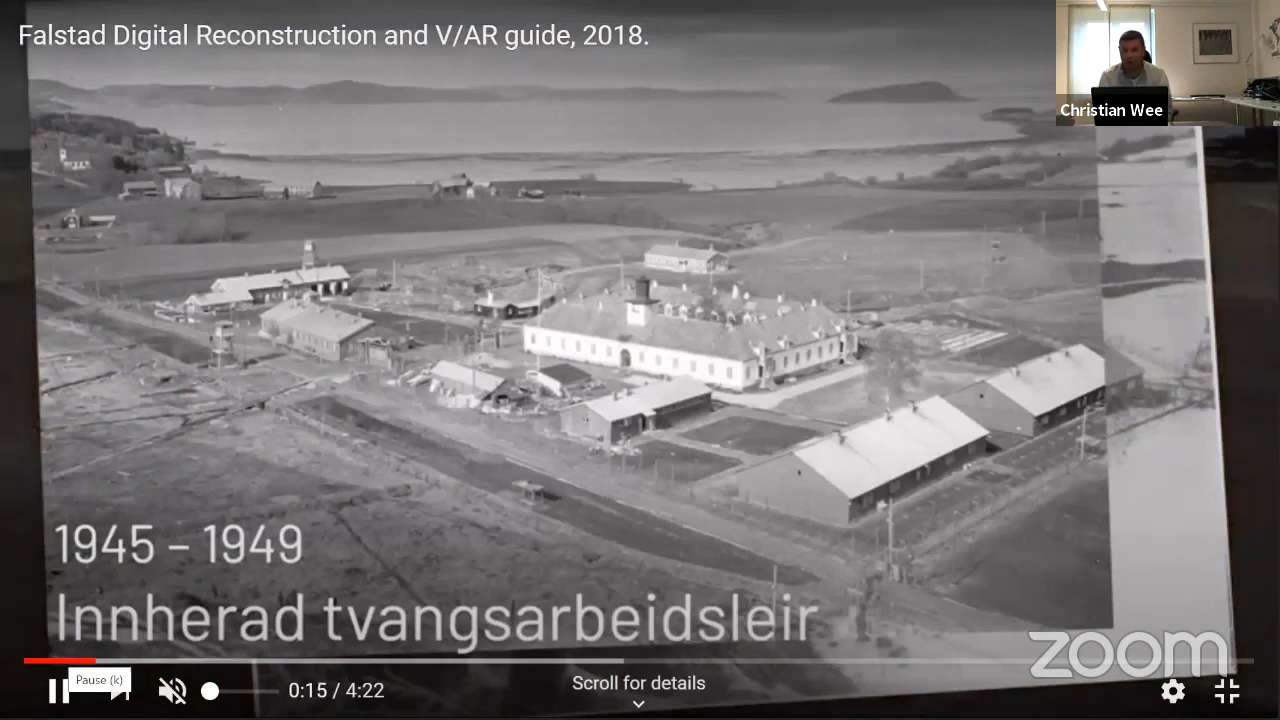 Falstad Digital Reconstruction and V/AR guide, 2018.
Christian Wee
1945 – 1949
Innherad tvangsarbeidsleir
zoom
Pause (k)
0:15 / 4:22
Scroll for details